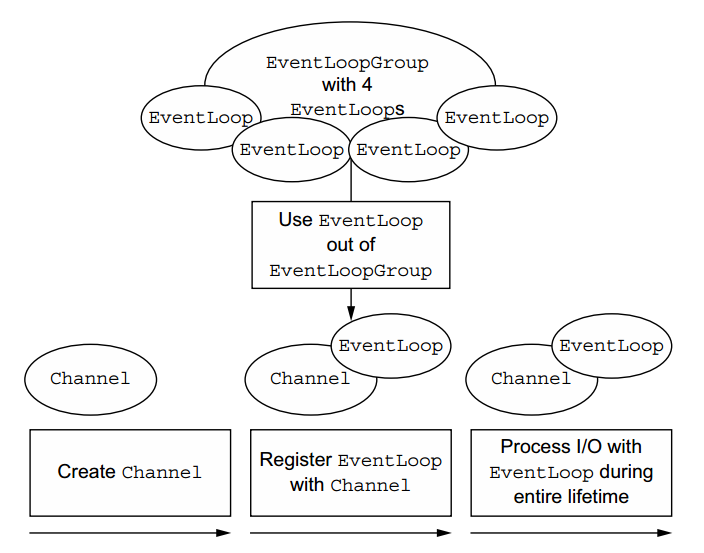 EventLoopGroup
with 4
EventLoops
EventLoop
EventLoop
EventLoop
EventLoop
Use EventLoop
out of
EventLoopGroup
Channel
Channel
EventLoop
Channel
EventLoop
Create Channel
Register EventLoop
with Channel
Process I/O with
EventLoop during
entire lifetime